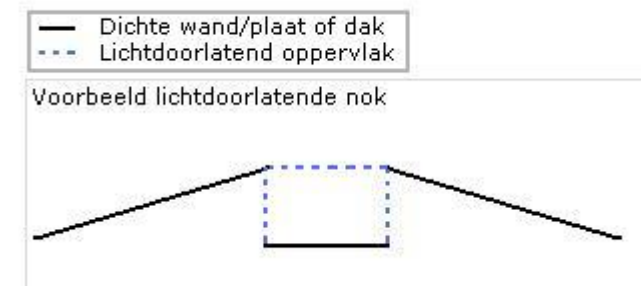 Dichte wand/plaat of dak
Lichtdoorlatend oppervlak
Voorbeeld lichtdoorlatende nok